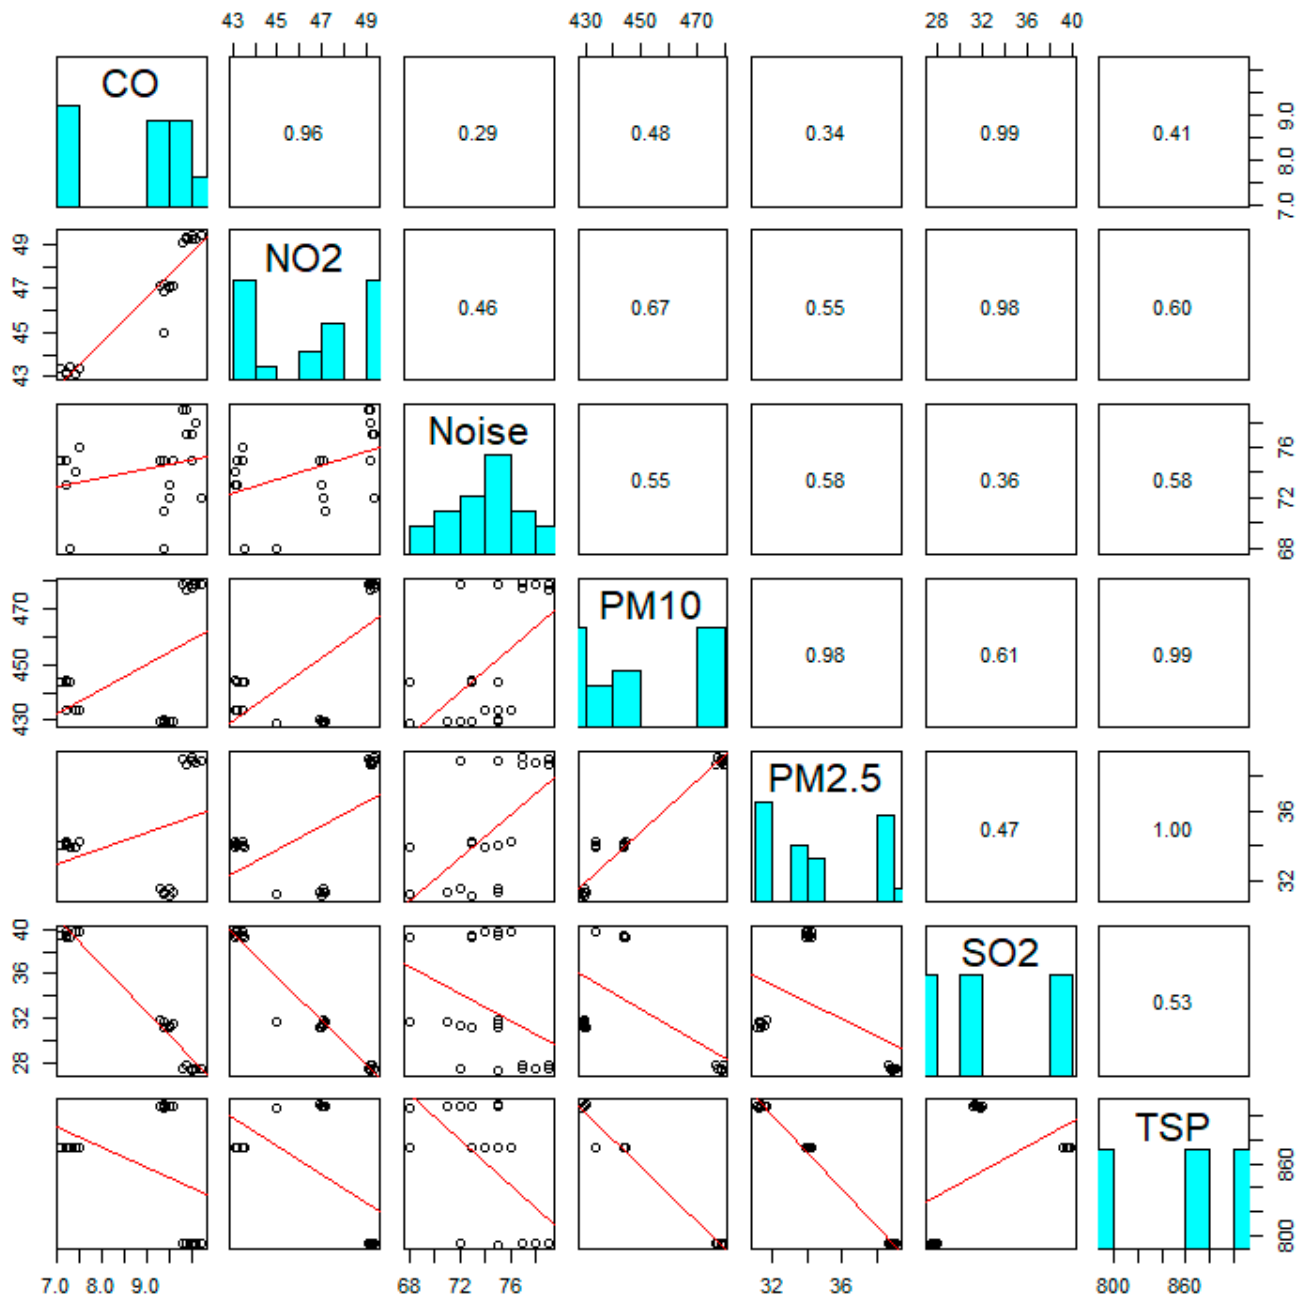 43 45 47 49 430 450 470 28 32 36 40
CO 0.96 0.29 0.48 0.34 0.99 0.41 7.0 8.0 9.0
43 45 47 49 NO2 0.46 0.67 0.55 0.98 0.60
Noise 0.55 0.58 0.36 0.58 68 72 76
430 450 470 PM10 0.98 0.61 0.99
PM2.5 0.47 1.00 32 36
28 32 36 40 SO2 0.53
TSP 800 860
7.0 8.0 9.0 68 72 76 32 36 800 860